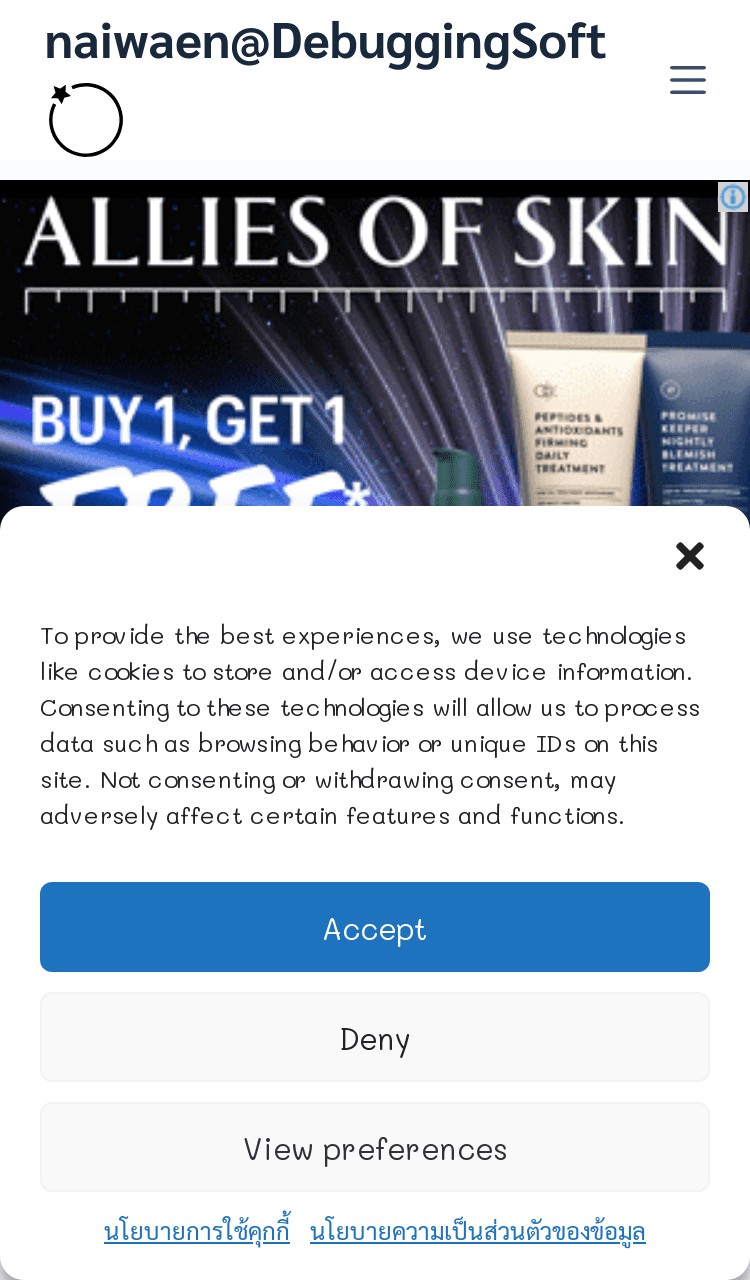 naiwaen@DebuggingSoft
ALLIES OF SKIN
BUY 1, GET 1
FREE*
PEPTIDES &
ANTIOXIDANTS
FIRMING
DAILY
TREATMENT
PROMISE
KEEPER
NIGHTLY
BLEMISH
TREATMENT
To provide the best experiences, we use technologies
like cookies to store and/or access device information.
Consenting to these technologies will allow us to process
data such as browsing behavior or unique IDs on this
site. Not consenting or withdrawing consent, may
adversely affect certain features and functions.
Accept
Deny
View preferences
นโยบายการใช้คุกกี้ นโยบายความเป็นส่วนตัวของข้อมูล